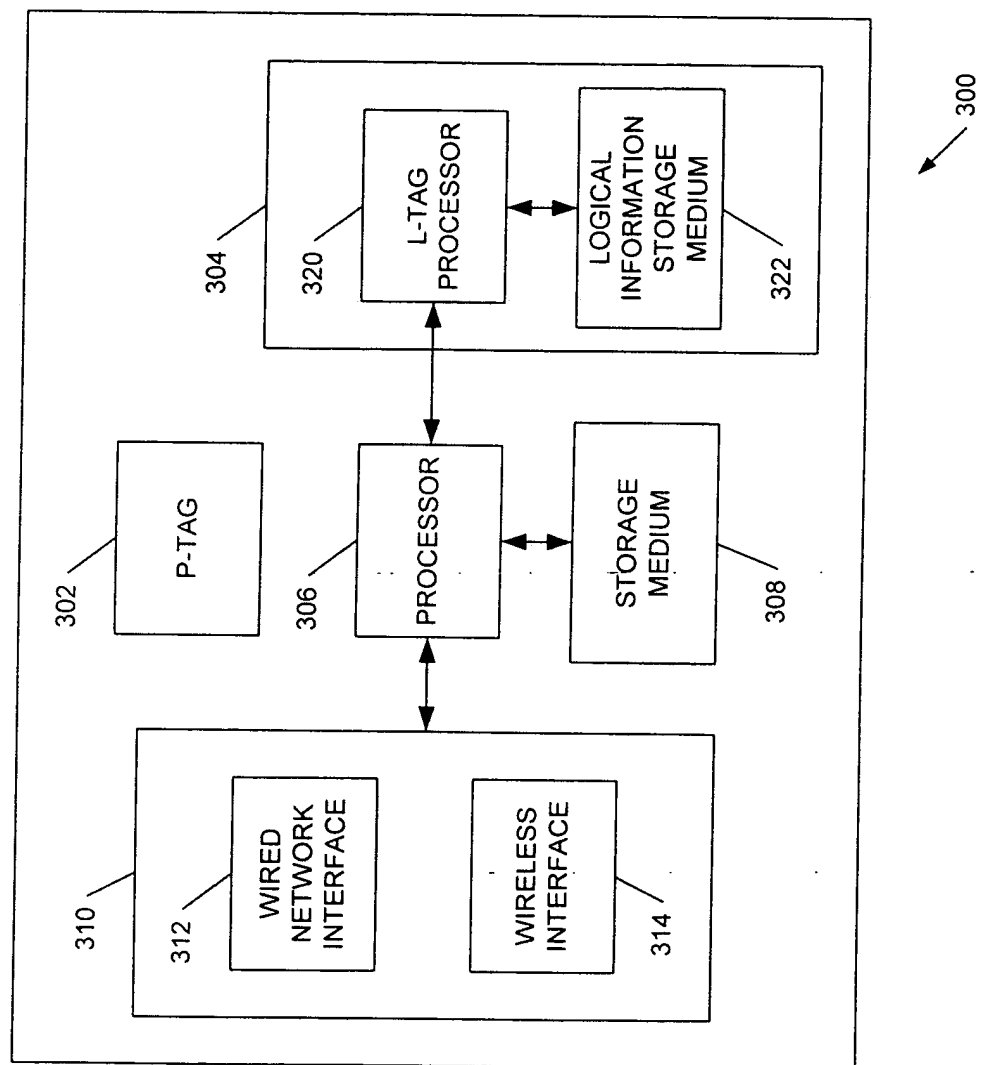 310
312
WIRED
NETWORK
INTERFACE
WIRELESS
INTERFACE
314
302
P-TAG
306
PROCESSOR
STORAGE
MEDIUM
308
304
320
L-TAG
PROCESSOR
LOGICAL
INFORMATION
STORAGE
MEDIUM
322
300